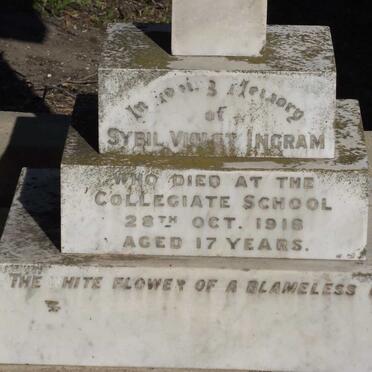 In Loving Memory
of
SYBIL VIOLET INGRAM
WHO DIED AT THE
COLLEGIATE SCHOOL
28TH OCT. 1918
AGED 17 YEARS.
THE WHITE FLOWER OF A BLAMELESS